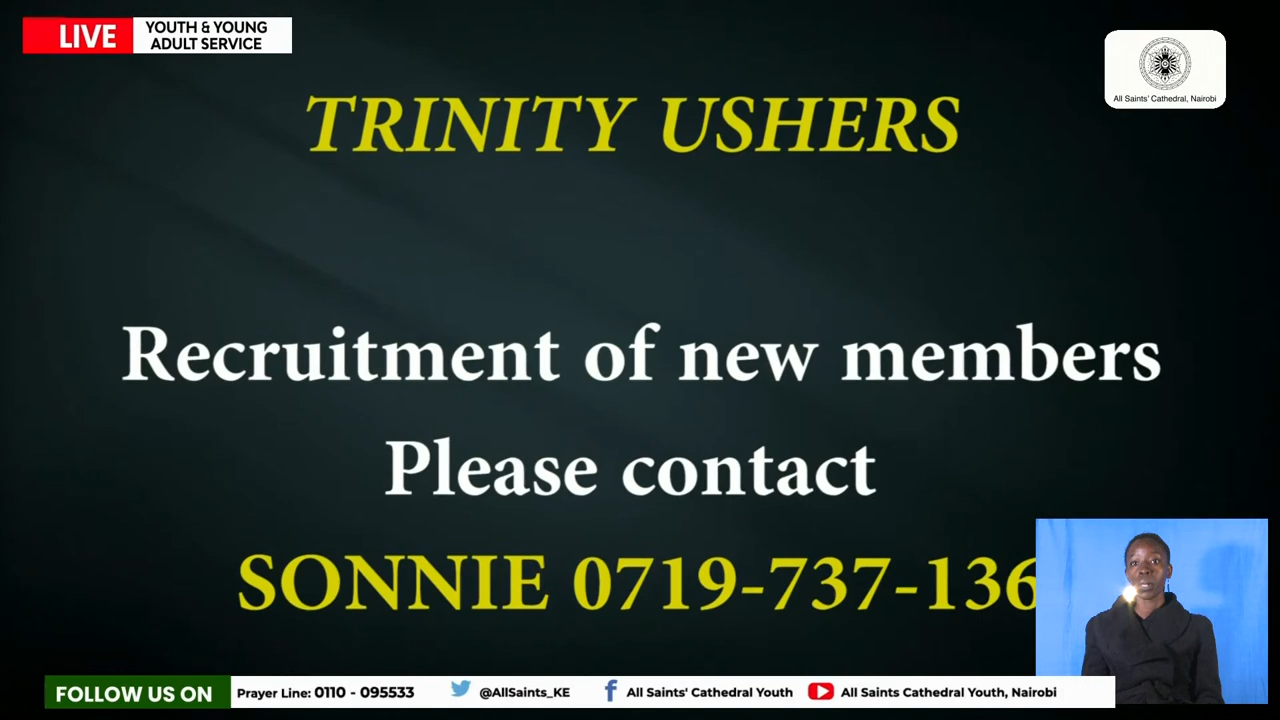 LIVE
YOUTH & YOUNG
ADULT SERVICE
All Saints' Cathedral, Nairobi
TRINITY USHERS
Recruitment of new members
Please contact
SONNIE 0719-737-136
FOLLOW US ON
Prayer Line: 0110 - 095533
@AllSaints_KE
All Saints' Cathedral Youth
All Saints Cathedral Youth, Nairobi